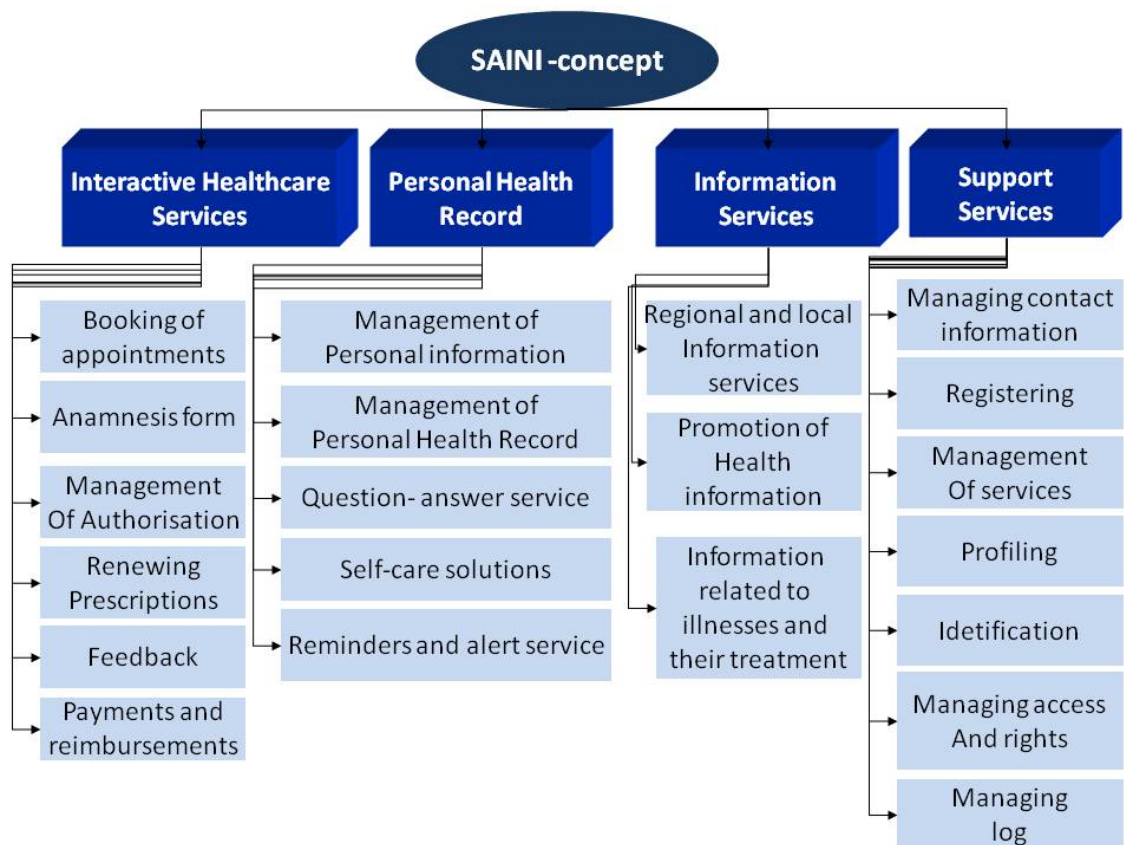 SAINI -concept
Interactive Healthcare
Services
Personal Health
Record
Information
Services
Support
Services
Booking of
appointments
Anamnesis form
Management
Of Authorisation
Renewing
Prescriptions
Feedback
Payments and
reimbursements
Management of
Personal information
Management of
Personal Health Record
Question- answer service
Self-care solutions
Reminders and alert service
Regional and local
Information
services
Promotion of
Health
information
Information
related to
illnesses and
their treatment
Managing contact
information
Registering
Management
Of services
Profiling
Idetification
Managing access
And rights
Managing
log